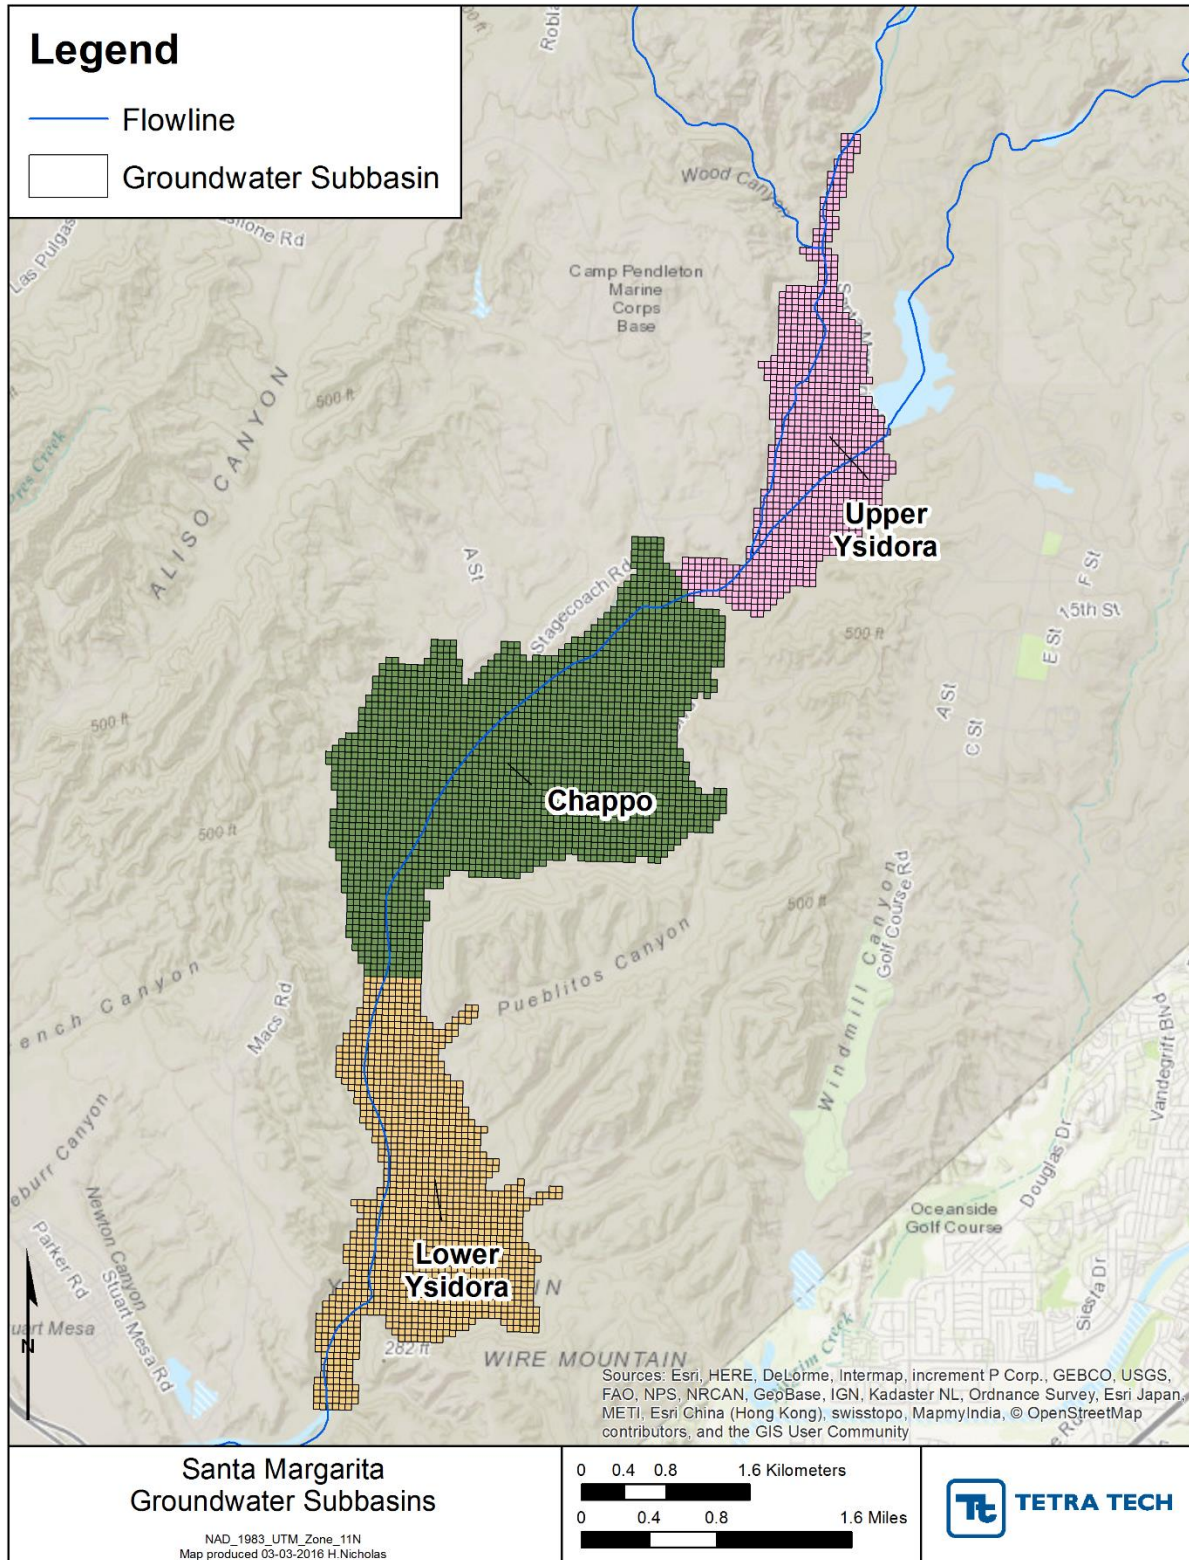 Legend
Flowline
Groundwater Subbasin
Robla
Las Pulgas
Wood Canyon
Camp Pendleton
Marine
Corps
Base
500 ft
ALISO CANYON
Upper
Ysidora
A St
Stagecoach Rd
F St
15th St
E St
500 ft
A St
C St
500 ft
Chappo
500 ft
500 ft
Pueblitos Canyon
Macs Rd
Windmill Canyon
Golf Course Rd
Vandegrift Blvd
Douglas Dr
Newton Canyon
Parker Rd
Stuart Mesa Rd
Oceanside
Golf Course
Lower
Ysidora
Siesta Dr
N
282 ft
WIRE MOUNTAIN
Sources: Esri, HERE, DeLorme, Intermap, increment P Corp., GEBCO, USGS,
FAO, NPS, NRCAN, GeoBase, IGN, Kadaster NL, Ordnance Survey, Esri Japan,
METI, Esri China (Hong Kong), swisstopo, MapmyIndia, © OpenStreetMap
contributors, and the GIS User Community
Santa Margarita
Groundwater Subbasins
NAD_1983_UTM_Zone_11N
Map produced 03-03-2016 H.Nicholas
0 0.4 0.8 1.6 Kilometers
0 0.4 0.8 1.6 Miles
Tt TETRA TECH